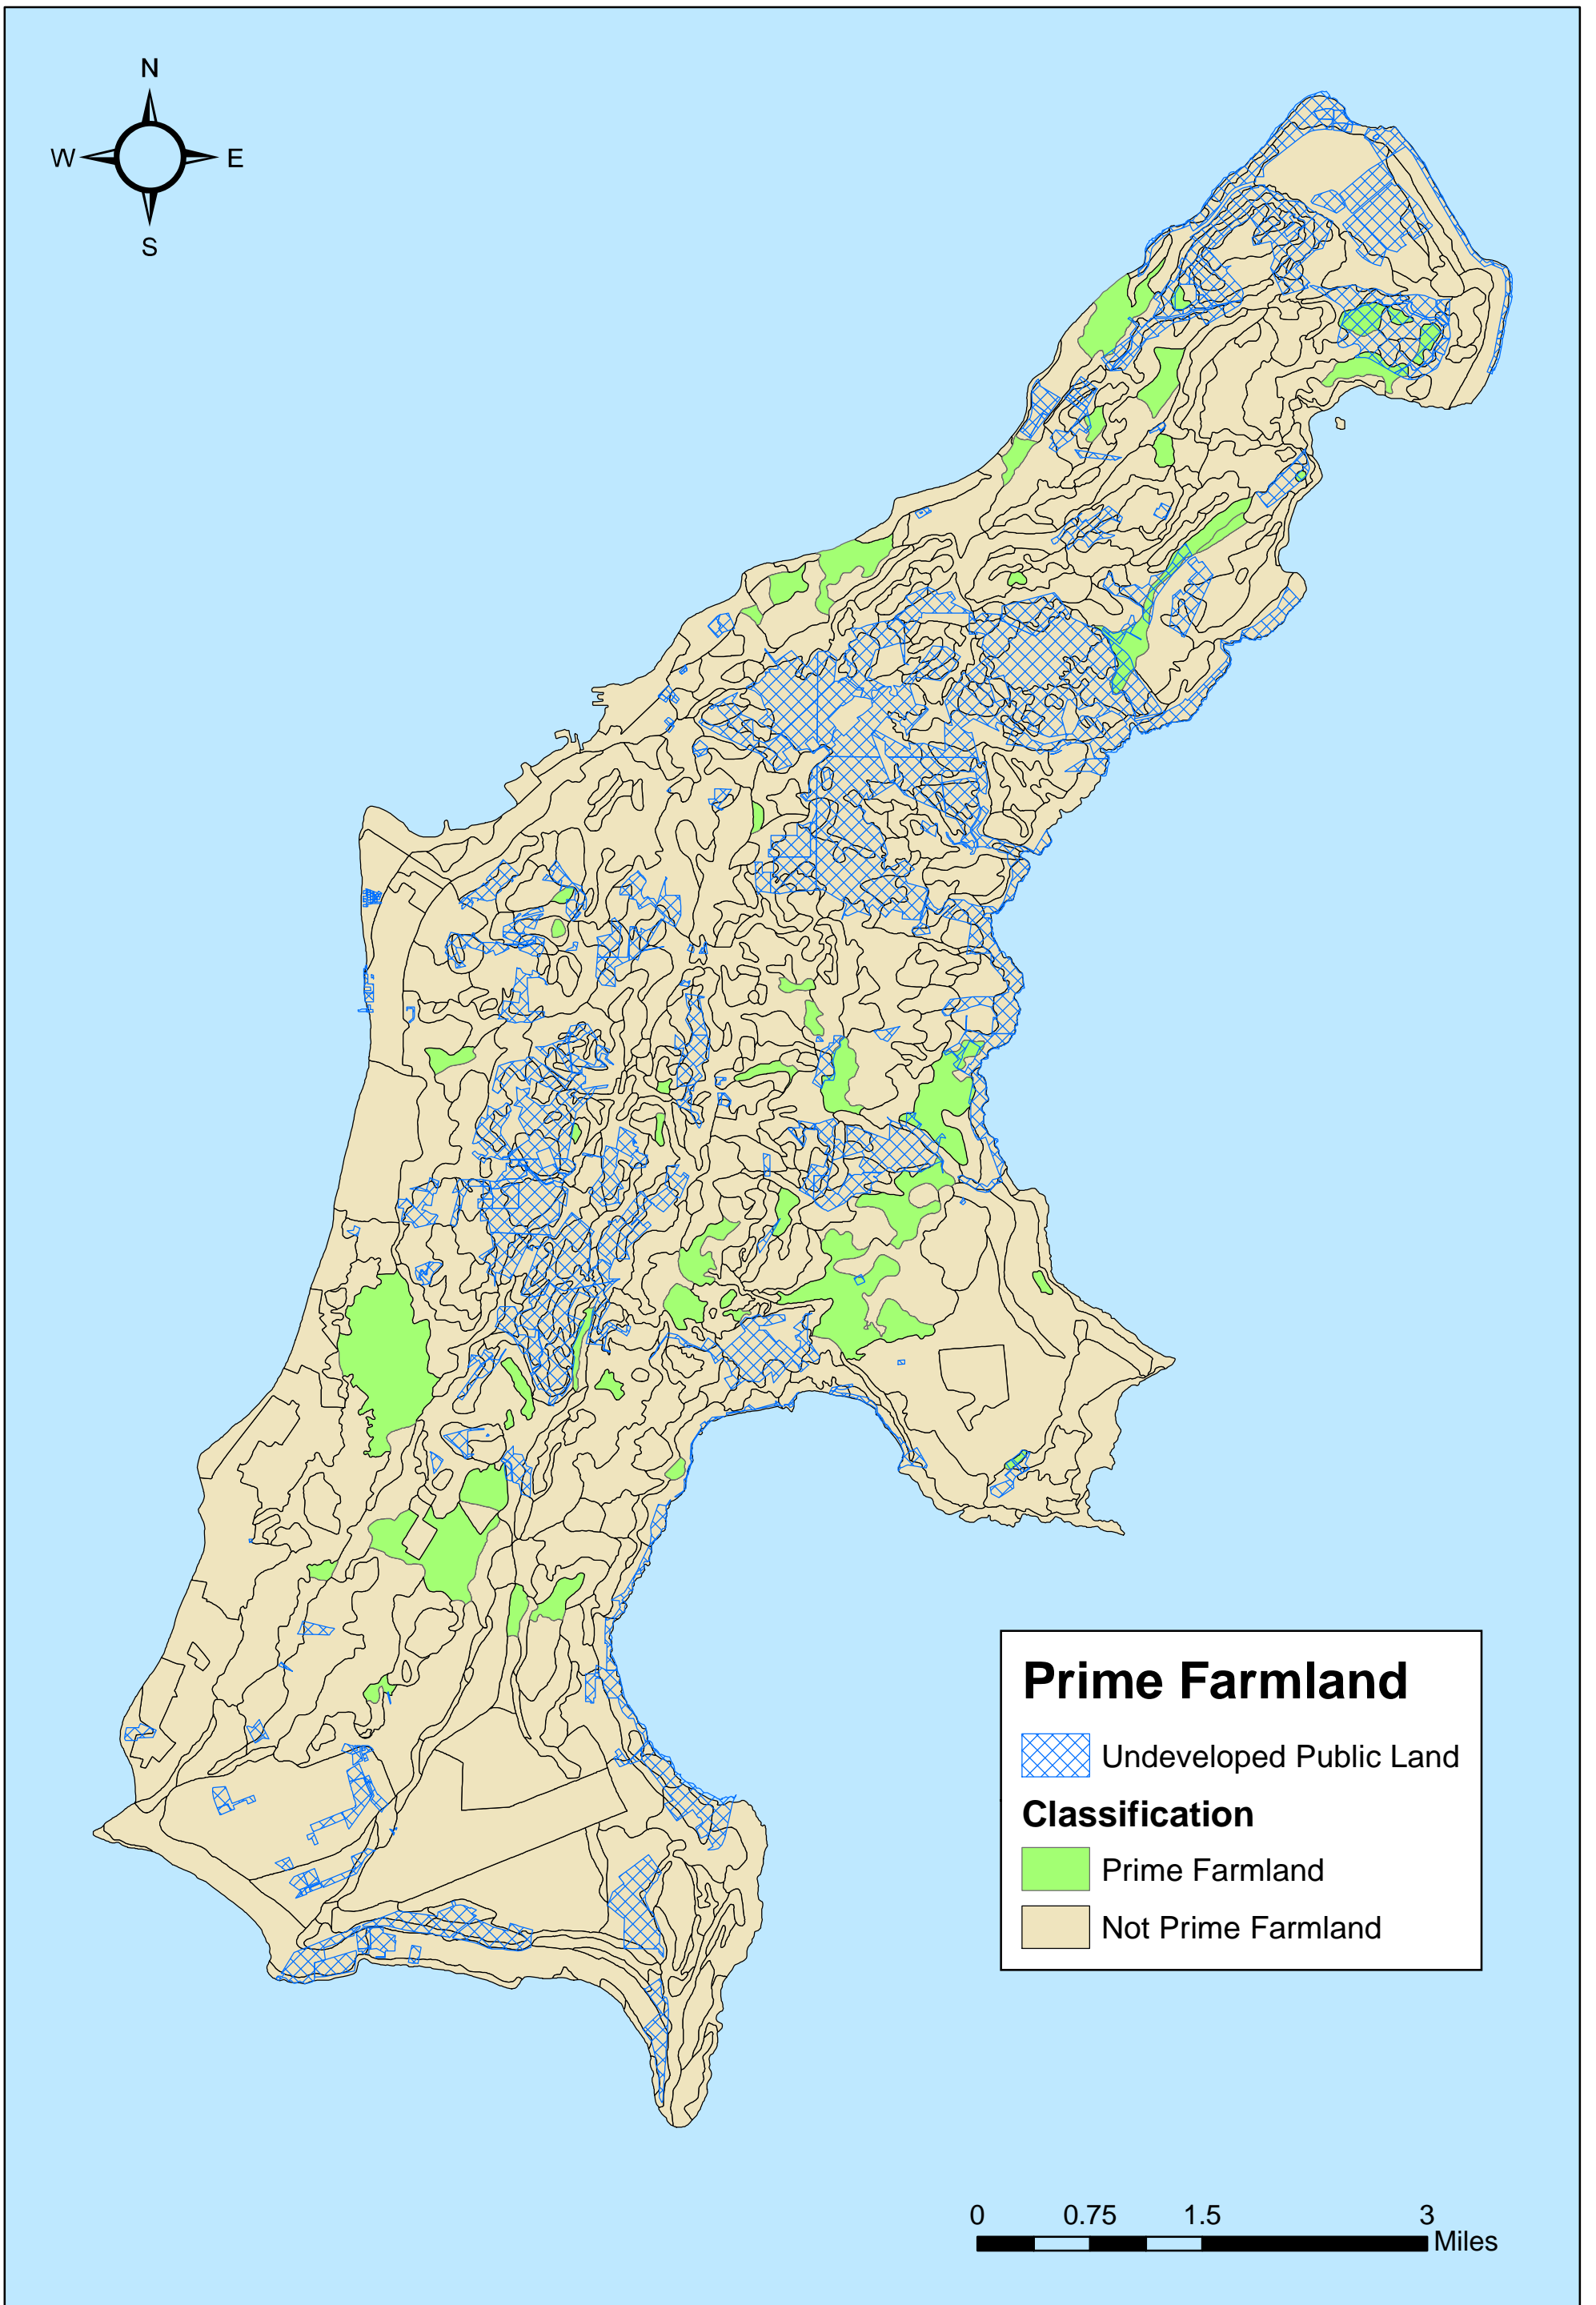 N
W E
S
Prime Farmland
Undeveloped Public Land
Classification
Prime Farmland
Not Prime Farmland
0 0.75 1.5 3
Miles